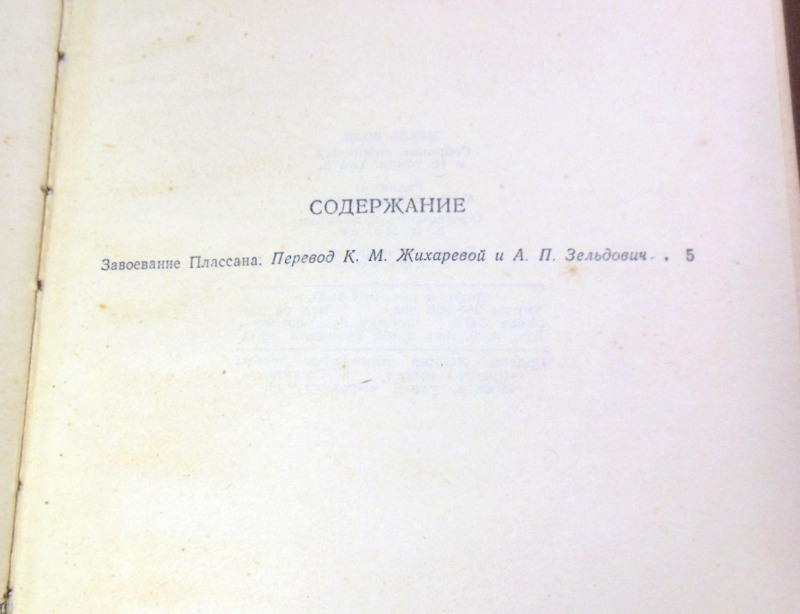 СОДЕРЖАНИЕ
Завоевание Плассана. Перевод К. М. Жихаревой и А. П. Зельдович . . 5